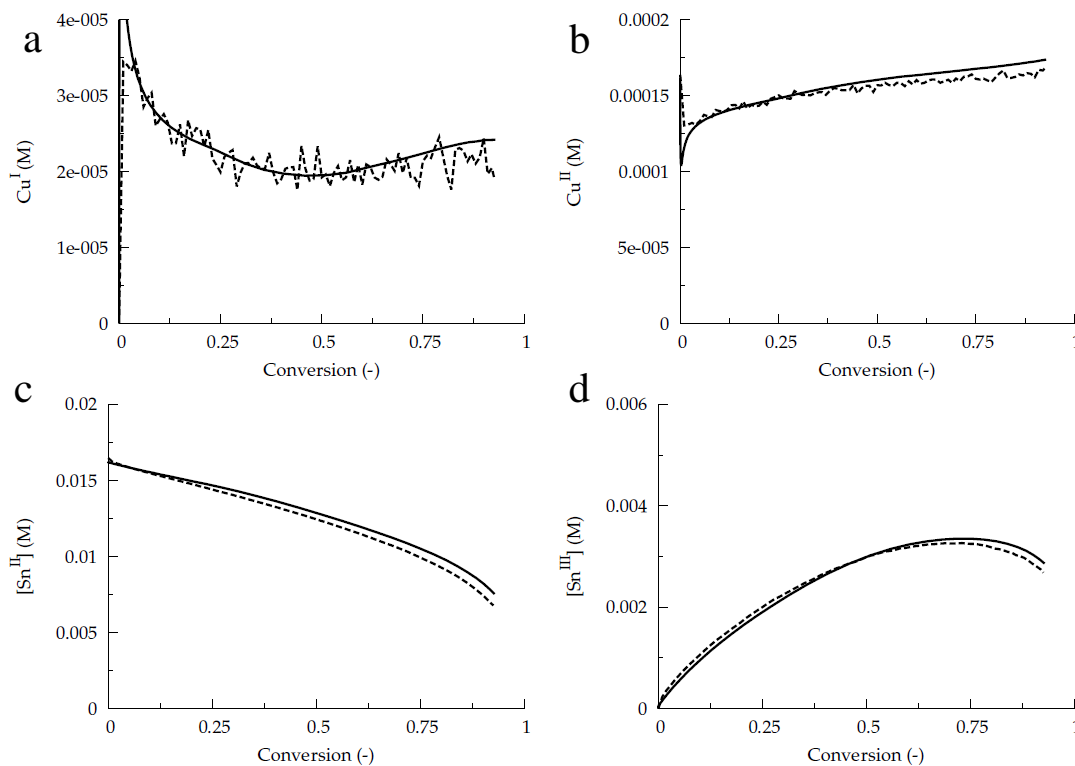 a
4e-005
3e-005
2e-005
1e-005
0
Cu^I (M)
0 0.25 0.5 0.75 1
Conversion (-)
b
0.0002
0.00015
0.0001
5e-005
0
Cu^II (M)
0 0.25 0.5 0.75 1
Conversion (-)
c
0.02
0.015
0.01
0.005
0
[Sn^II] (M)
0 0.25 0.5 0.75 1
Conversion (-)
d
0.006
0.004
0.002
0
[Sn^III] (M)
0 0.25 0.5 0.75 1
Conversion (-)